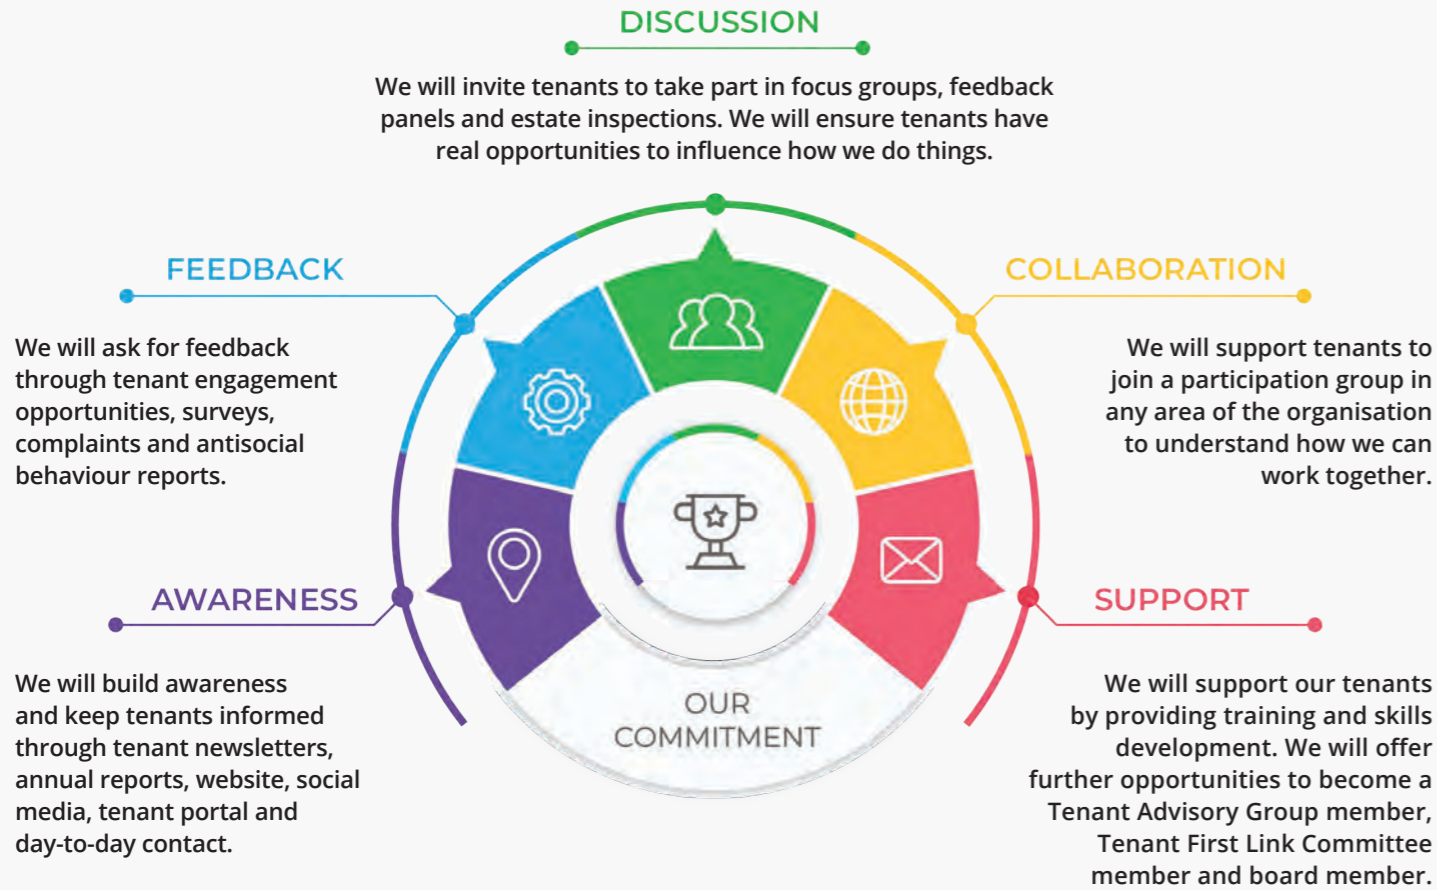 DISCUSSION
We will invite tenants to take part in focus groups, feedback
panels and estate inspections. We will ensure tenants have
real opportunities to influence how we do things.
FEEDBACK
We will ask for feedback
through tenant engagement
opportunities, surveys,
complaints and antisocial
behaviour reports.
COLLABORATION
We will support tenants to
join a participation group in
any area of the organisation
to understand how we can
work together.
AWARENESS
We will build awareness
and keep tenants informed
through tenant newsletters,
annual reports, website, social
media, tenant portal and
day-to-day contact.
SUPPORT
We will support our tenants
by providing training and skills
development. We will offer
further opportunities to become a
Tenant Advisory Group member,
Tenant First Link Committee
member and board member.
OUR
COMMITMENT